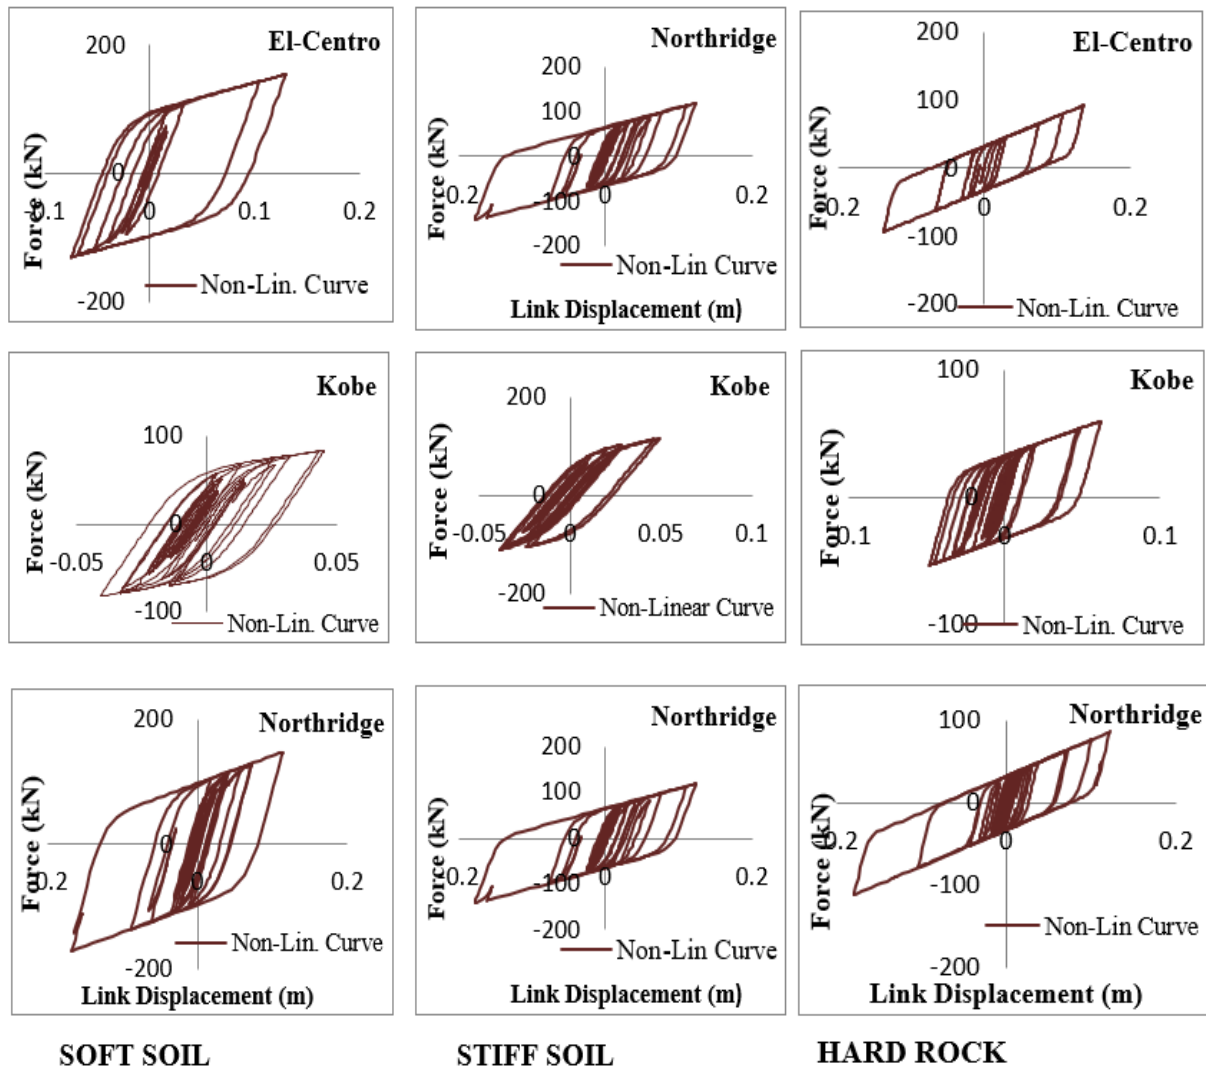 El-Centro
200
0
-0.1
0
0.1
0.2
-200
Force (kN)
Non-Lin. Curve
Northridge
200
100
0
0.2
0
0.2
-100
-200
Force (kN)
Non-Lin Curve
Link Displacement (m)
El-Centro
200
100
0
0.2
0
0.2
-100
-200
Force (kN)
Non-Lin. Curve
Kobe
100
0
-0.05
0
0.05
-100
Force (kN)
Non-Lin. Curve
Kobe
200
0
-0.05
0
0.05
0.1
-200
Force (kN)
Non-Linear Curve
Kobe
100
0
-0.1
0
0.1
-100
Force (kN)
Non-Lin. Curve
Northridge
200
0
0.2
0
0.2
-200
Force (kN)
Non-Lin. Curve
Link Displacement (m)
Northridge
200
100
0
0.2
0
0.2
-100
-200
Force (kN)
Non-Lin Curve
Link Displacement (m)
Northridge
100
0
0.2
0
0.2
-100
-200
Force (kN)
Non-Lin Curve
Link Displacement (m)
SOFT SOIL
STIFF SOIL
HARD ROCK